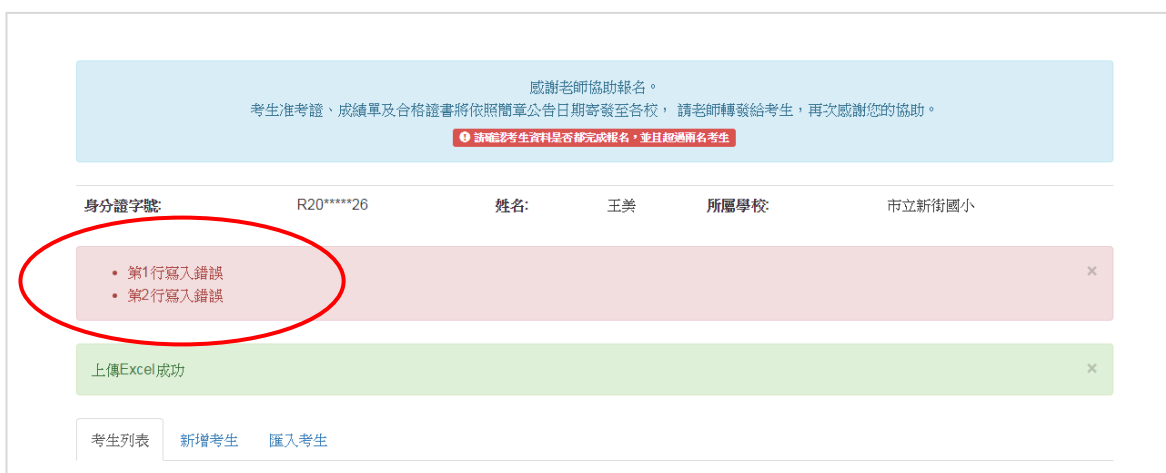 感謝老師協助報名。
考生准考證、成績單及合格證書將依照簡章公告日期寄發至各校， 請老師轉發給考生，再次感謝您的協助。
請確認考生資料是否都完成報名，並且超過兩名考生
身分證字號: R20*****26 姓名: 王美 所屬學校: 市立新街國小
• 第1行寫入錯誤 ×
• 第2行寫入錯誤
上傳Excel成功 ×
考生列表 新增考生 匯入考生